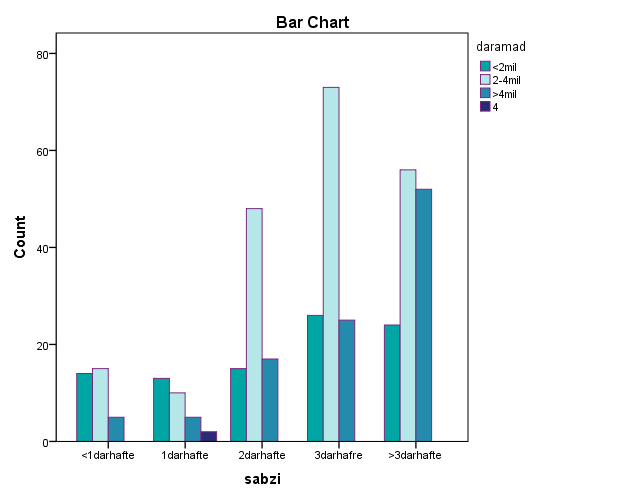 Bar Chart
daramad
<2mil
2-4mil
>4mil
4
80
60
40
20
0
Count
<1darhafte
1darhafte
2darhafte
3darhafre
>3darhafte
sabzi